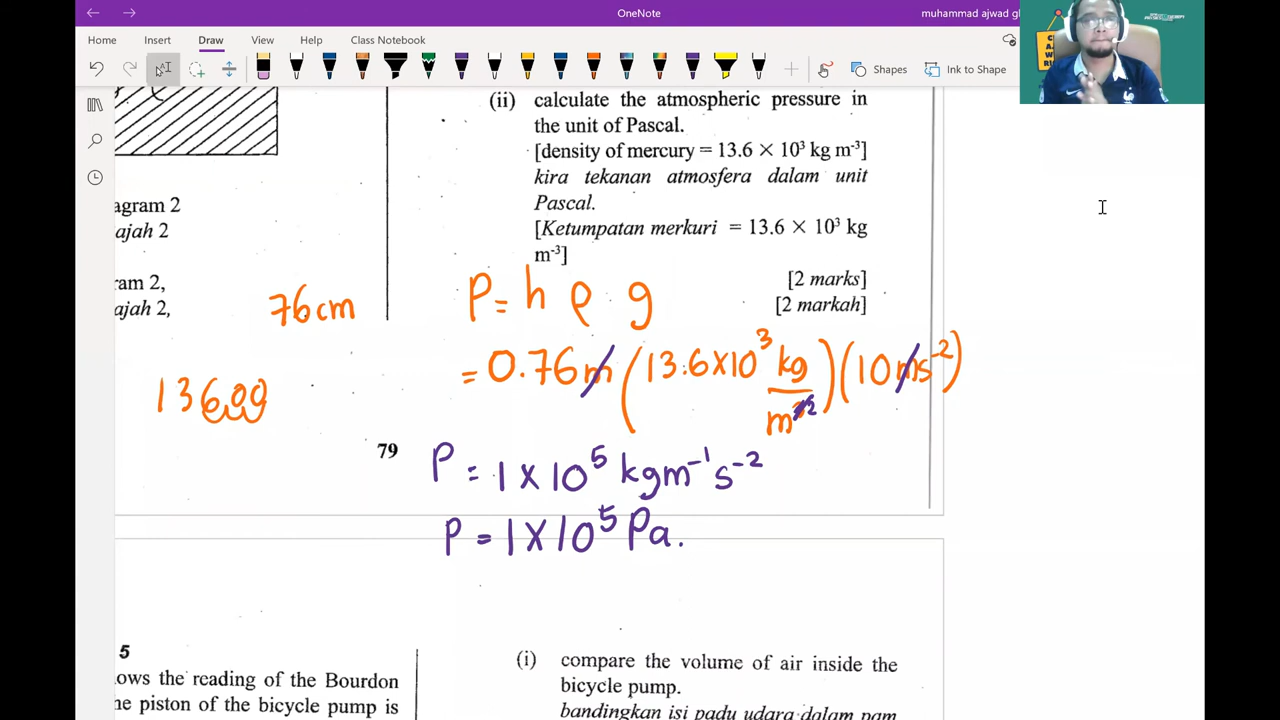 OneNote
muhammad ajwad gh
Home Insert Draw View Help Class Notebook
Shapes Ink to Shape
(ii) calculate the atmospheric pressure in
the unit of Pascal.
[density of mercury = 13.6 × 10³ kg m⁻³]
kira tekanan atmosfera dalam unit
Pascal.
[Ketumpatan merkuri = 13.6 × 10³ kg
m⁻³]
[2 marks]
[2 markah]
agram 2
ajah 2
ram 2,
ajah 2,
76cm
13600
P = h ρ g
= 0.76m (13.6×10³ kg/m²) (10ms⁻²)
79
P = 1 × 10⁵ kgm⁻¹s⁻²
P = 1 × 10⁵ Pa.
5
ows the reading of the Bourdon
he piston of the bicycle pump is
(i) compare the volume of air inside the
bicycle pump.
bandingkan isi padu udara dalam pam